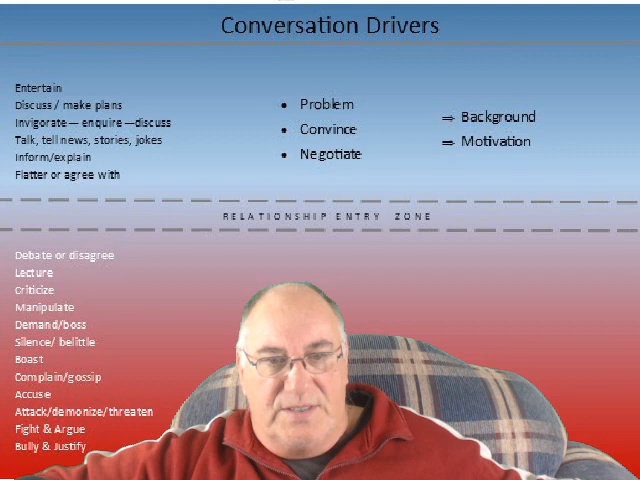 Conversation Drivers
Entertain
Discuss / make plans
Invigorate — enquire —discuss
Talk, tell news, stories, jokes
Inform/explain
Flatter or agree with
• Problem
• Convince
• Negotiate
⇒ Background
⇒ Motivation
RELATIONSHIP ENTRY ZONE
Debate or disagree
Lecture
Criticize
Manipulate
Demand/boss
Silence/ belittle
Boast
Complain/gossip
Accuse
Attack/demonize/threaten
Fight & Argue
Bully & Justify